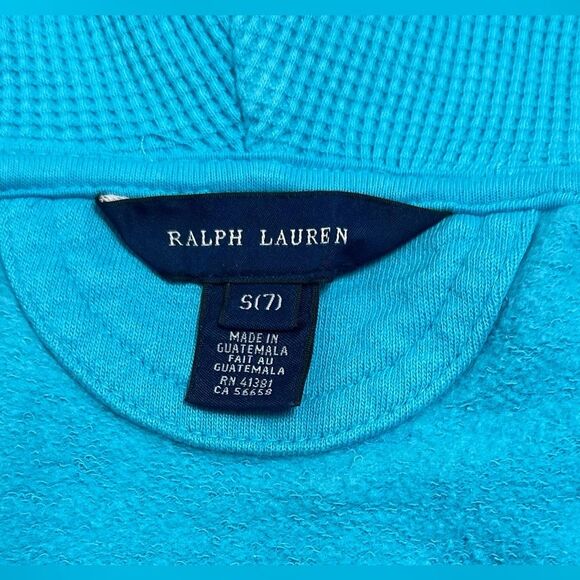 RALPH LAUREN
S(7)
MADE IN
GUATEMALA
FAIT AU
GUATEMALA
RN 41381
CA 56658